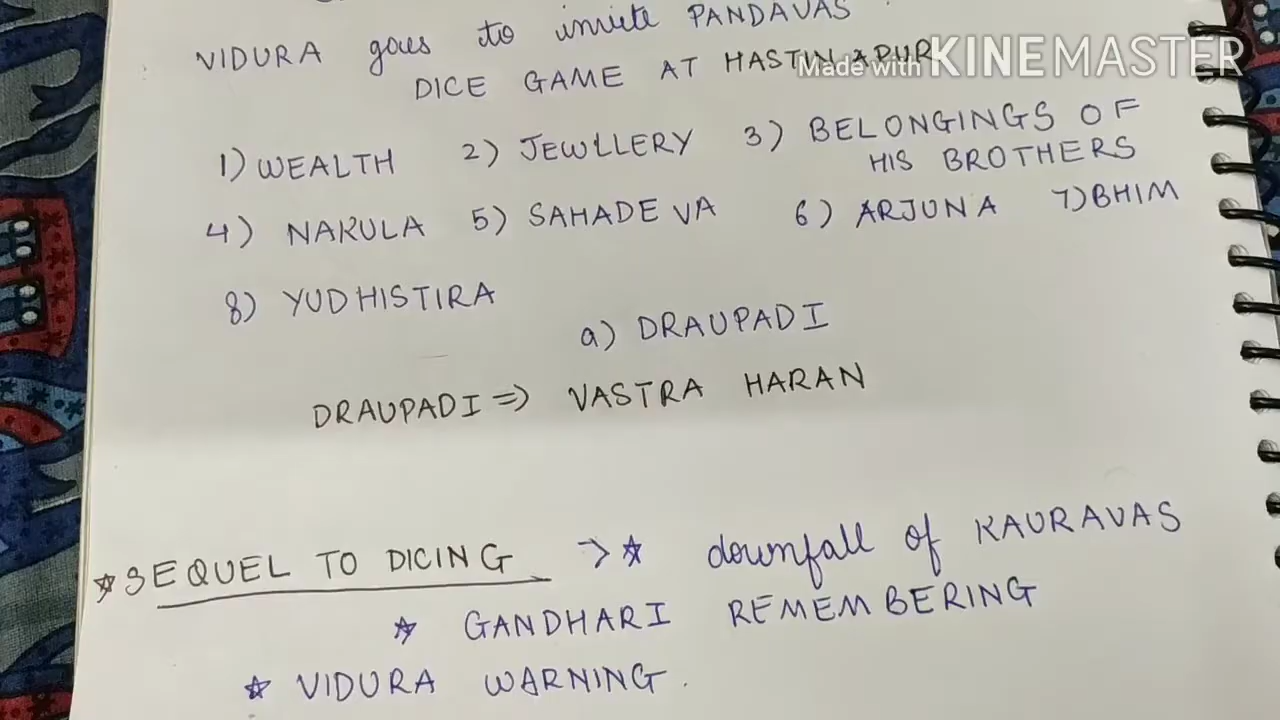 VIDURA goes to invite PANDAVAS
DICE GAME AT HASTINAPUR
Made with KINEMASTER
1) WEALTH 2) JEWLLERY 3) BELONGINGS OF
HIS BROTHERS
4) NAKULA 5) SAHADEVA 6) ARJUNA 7) BHIM
8) YUDHISTIRA
a) DRAUPADI
DRAUPADI => VASTRA HARAN
* SEQUEL TO DICING -> * downfall of KAURAVAS
* GANDHARI REMEMBERING
* VIDURA WARNING.